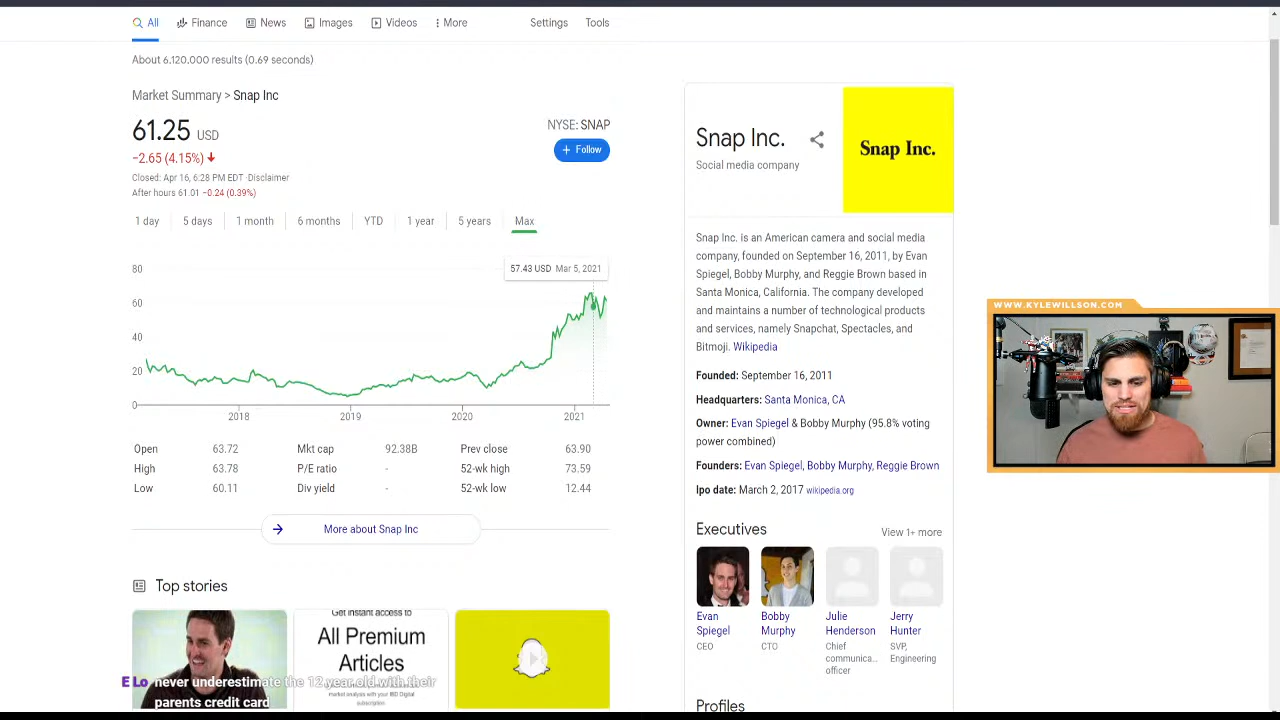 All Finance News Images Videos More Settings Tools
About 6.120.000 results (0.69 seconds)
Market Summary > Snap Inc
61.25 USD
NYSE: SNAP
−2.65 (4.15%)
+ Follow
Closed: Apr 16, 6:28 PM EDT · Disclaimer
After hours 61.01 −0.24 (0.39%)
1 day 5 days 1 month 6 months YTD 1 year 5 years Max
57.43 USD Mar 5, 2021
80
60
40
20
0
2018 2019 2020 2021
Open 63.72 Mkt cap 92.38B Prev close 63.90
High 63.78 P/E ratio - 52-wk high 73.59
Low 60.11 Div yield - 52-wk low 12.44
More about Snap Inc
Top stories
Get instant access to
All Premium
Articles
market analysis with your IBD Digital
subscription.
E Lo never underestimate the 12 year old with their
parents credit card
Snap Inc.
Social media company
Snap Inc.
Snap Inc. is an American camera and social media
company, founded on September 16, 2011, by Evan
Spiegel, Bobby Murphy, and Reggie Brown based in
Santa Monica, California. The company developed
and maintains a number of technological products
and services, namely Snapchat, Spectacles, and
Bitmoji. Wikipedia
Founded: September 16, 2011
Headquarters: Santa Monica, CA
Owner: Evan Spiegel & Bobby Murphy (95.8% voting
power combined)
Founders: Evan Spiegel, Bobby Murphy, Reggie Brown
Ipo date: March 2, 2017 wikipedia.org
Executives
View 1+ more
Evan
Spiegel
CEO
Bobby
Murphy
CTO
Julie
Henderson
Chief
communica...
officer
Jerry
Hunter
SVP,
Engineering
Profiles
WWW.KYLEWILLSON.COM